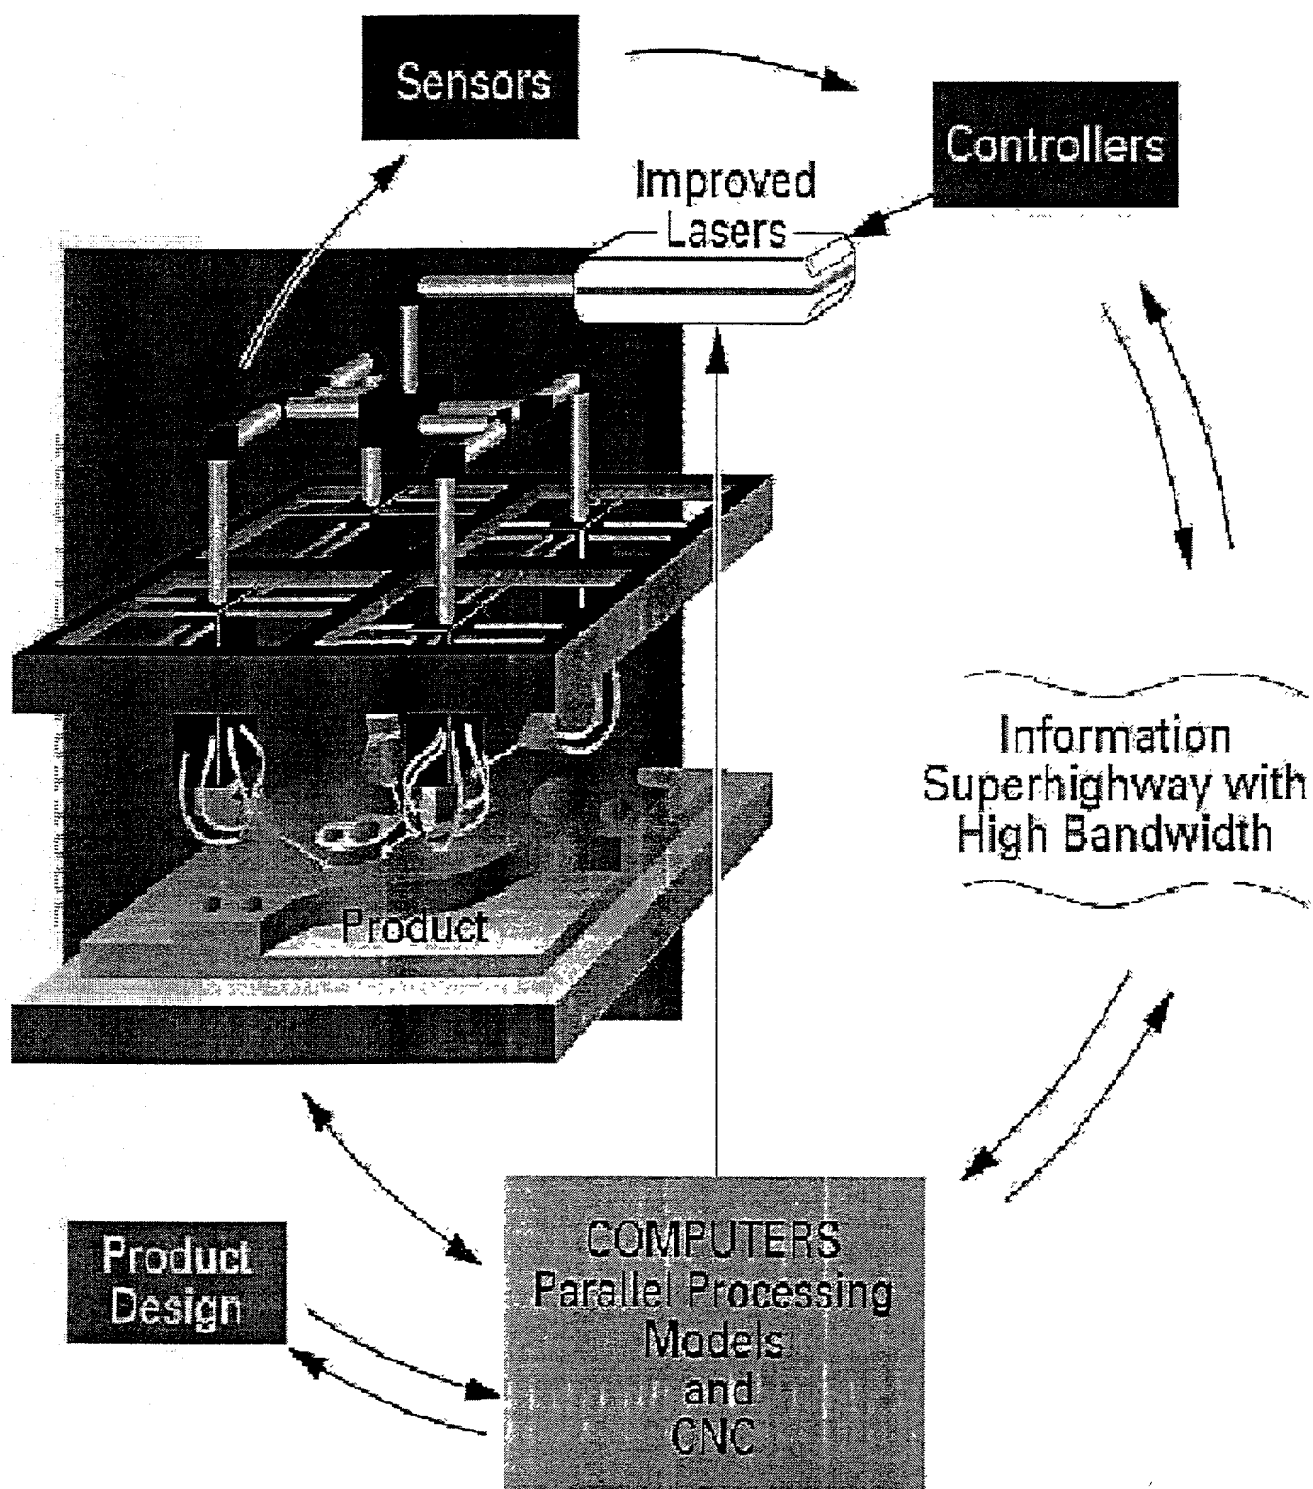 Sensors
Controllers
Improved
Lasers
Information
Superhighway with
High Bandwidth
Product
Product
Design
COMPUTERS
Parallel Processing
Models
and
CNC